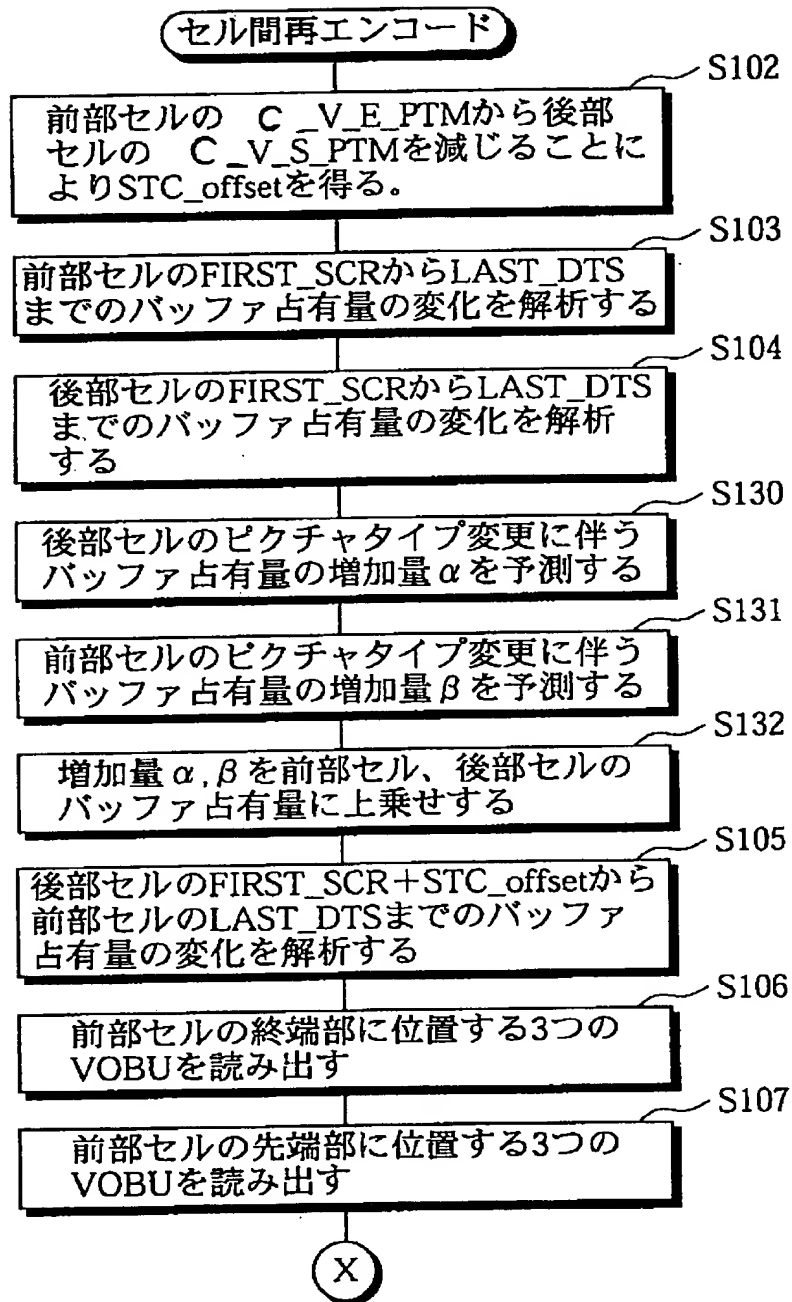 セル間再エンコード
S102
前部セルの C_V_E_PTMから後部
セルの C_V_S_PTMを減じることに
よりSTC_offsetを得る。
S103
前部セルのFIRST_SCRからLAST_DTS
までのバッファ占有量の変化を解析する
S104
後部セルのFIRST_SCRからLAST_DTS
までのバッファ占有量の変化を解析
する
S130
後部セルのピクチャタイプ変更に伴う
バッファ占有量の増加量αを予測する
S131
前部セルのピクチャタイプ変更に伴う
バッファ占有量の増加量βを予測する
S132
増加量α,βを前部セル、後部セルの
バッファ占有量に上乗せする
S105
後部セルのFIRST_SCR+STC_offsetから
前部セルのLAST_DTSまでのバッファ
占有量の変化を解析する
S106
前部セルの終端部に位置する3つの
VOBUを読み出す
S107
前部セルの先端部に位置する3つの
VOBUを読み出す
X